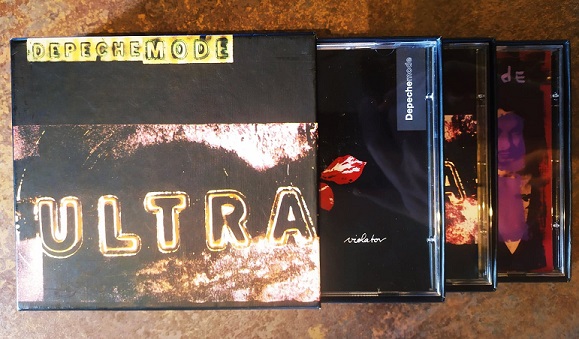 DEPECHEMODE
ULTRA
Depechemode
violator
A
dE